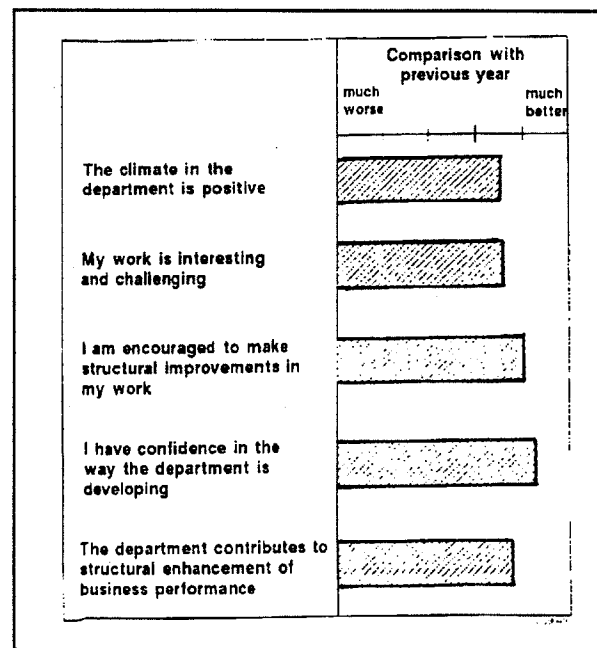 Comparison with
previous year
much
worse
much
better
The climate in the
department is positive
My work is interesting
and challenging
I am encouraged to make
structural improvements in
my work
I have confidence in the
way the department is
developing
The department contributes to
structural enhancement of
business performance